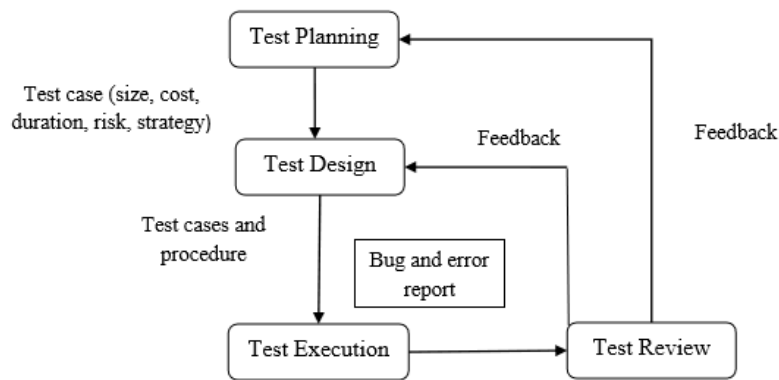 Test Planning
Test case (size, cost,
duration, risk, strategy)
Feedback
Feedback
Test Design
Test cases and
procedure
Bug and error
report
Test Execution
Test Review